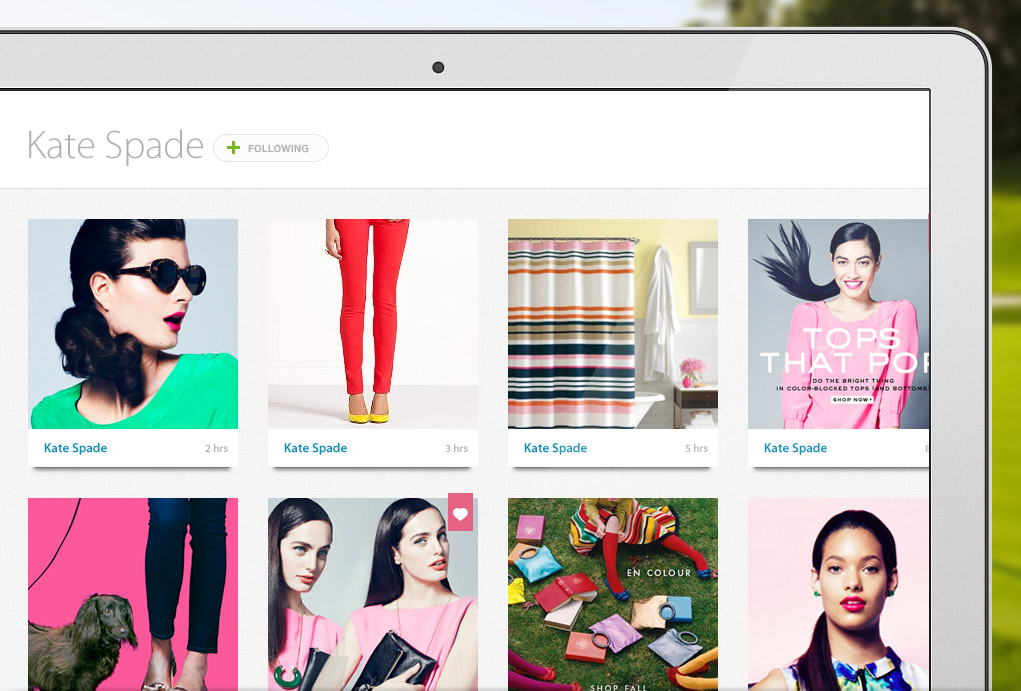 Kate Spade
FOLLOWING
TOPS
THAT POP
DO THE BRIGHT THING
IN COLOR-BLOCKED TOPS (AND BOTTOMS
SHOP NOW
Kate Spade 2 hrs
Kate Spade 3 hrs
Kate Spade 5 hrs
Kate Spade
EN COLOUR
SHOP FALL